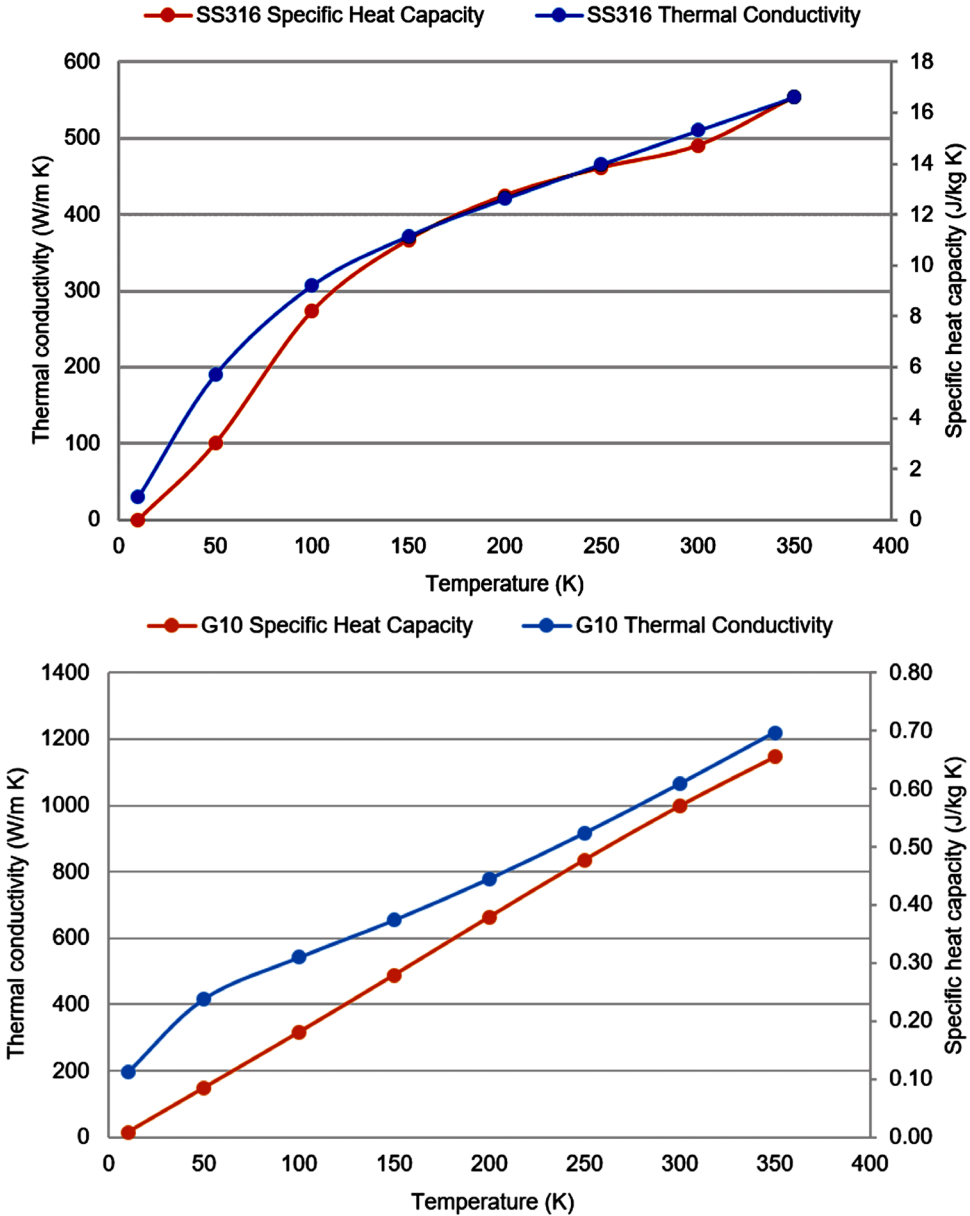 SS316 Specific Heat Capacity SS316 Thermal Conductivity
600 18
16
500
14
400 12
10
300
8
200 6
4
100
2
0 0
0 50 100 150 200 250 300 350 400
Thermal conductivity (W/m K)
Specific heat capacity (J/kg K)
Temperature (K)
G10 Specific Heat Capacity G10 Thermal Conductivity
1400 0.80
1200 0.70
1000 0.60
0.50
800
0.40
600
0.30
400
0.20
200 0.10
0 0.00
0 50 100 150 200 250 300 350 400
Thermal conductivity (W/m K)
Specific heat capacity (J/kg K)
Temperature (K)